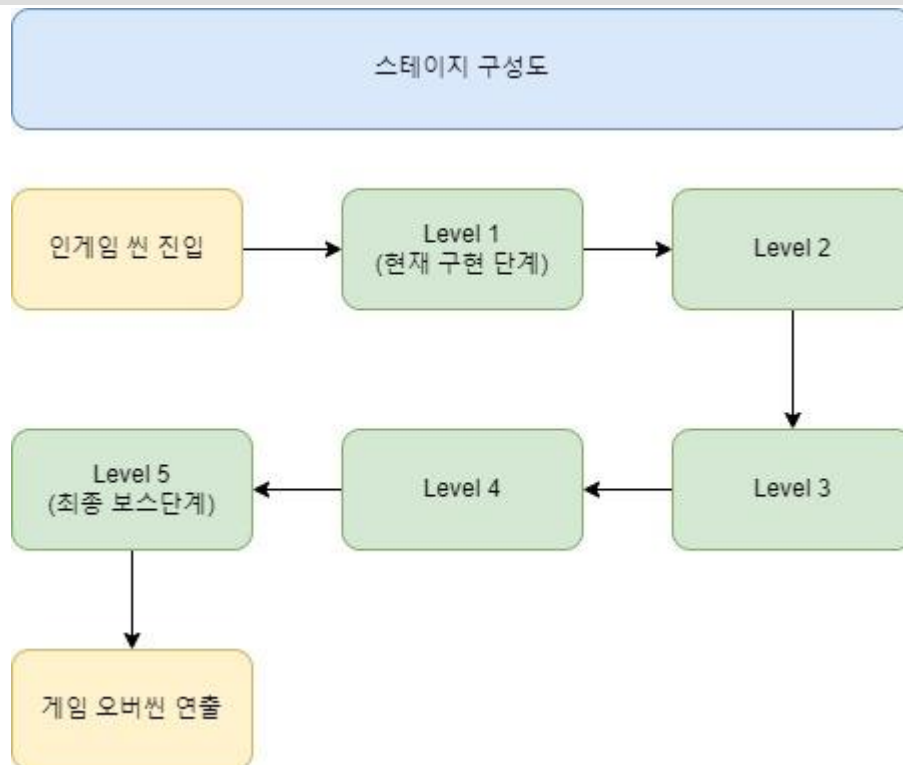 스테이지 구성도
인게임 씬 진입
Level 1
(현재 구현 단계)
Level 2
Level 3
Level 4
Level 5
(최종 보스단계)
게임 오버씬 연출